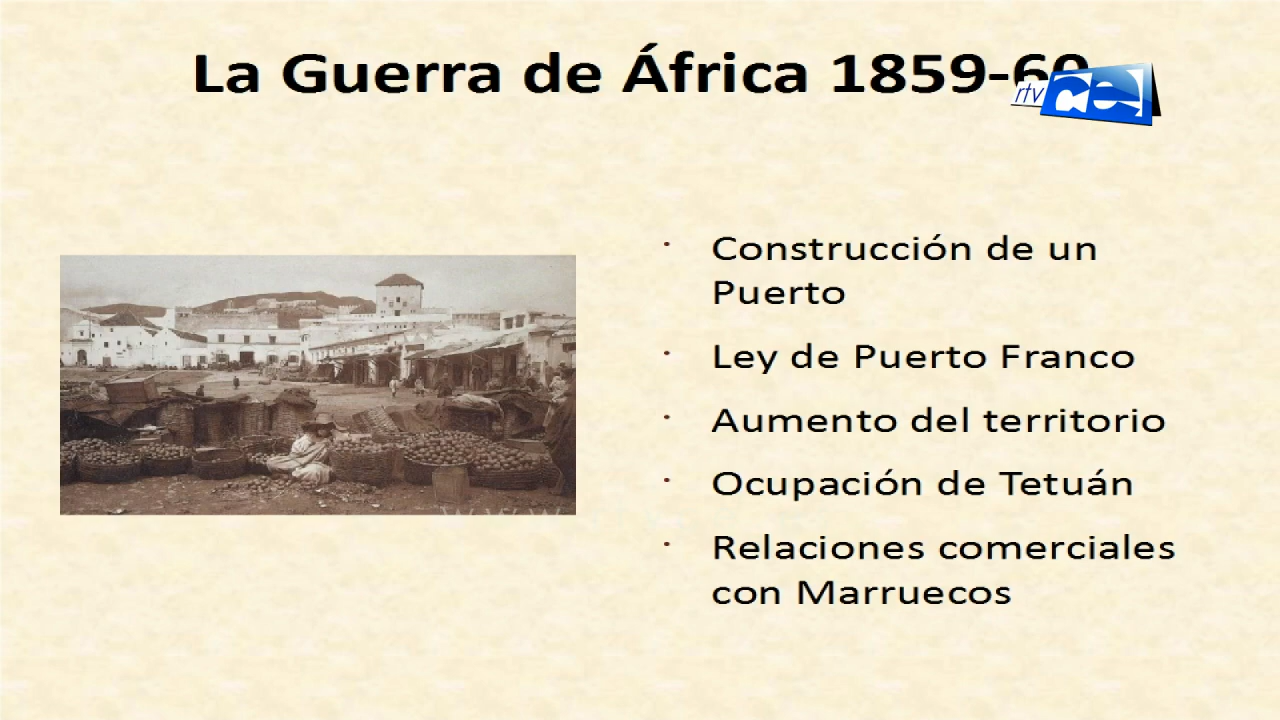 La Guerra de África 1859-60
rtv ce
Construcción de un
Puerto
Ley de Puerto Franco
Aumento del territorio
Ocupación de Tetuán
Relaciones comerciales
con Marruecos